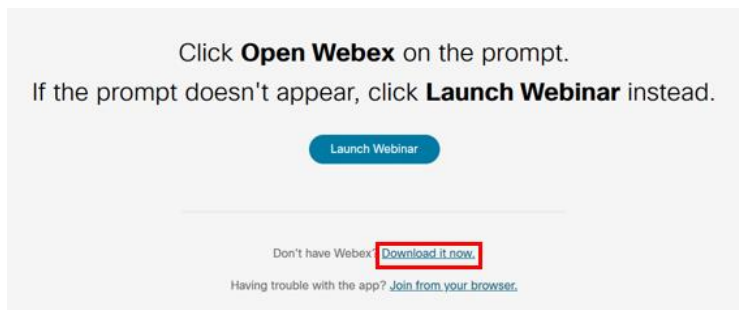 Click Open Webex on the prompt.
If the prompt doesn't appear, click Launch Webinar instead.
Launch Webinar
Don't have Webex? Download it now.
Having trouble with the app? Join from your browser.